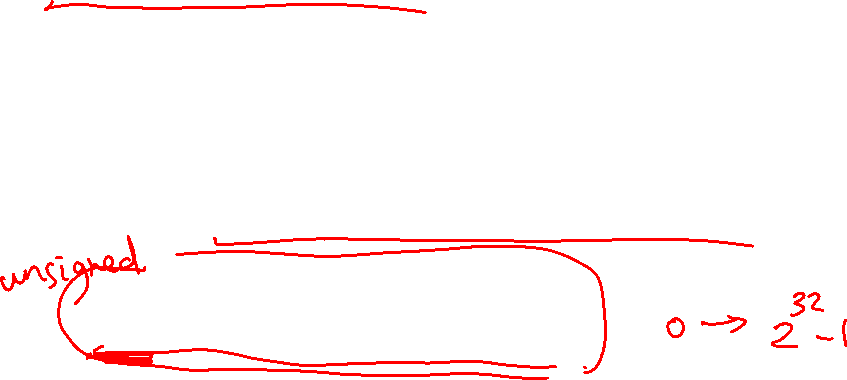 unsigned
0 → 2^32 - 1